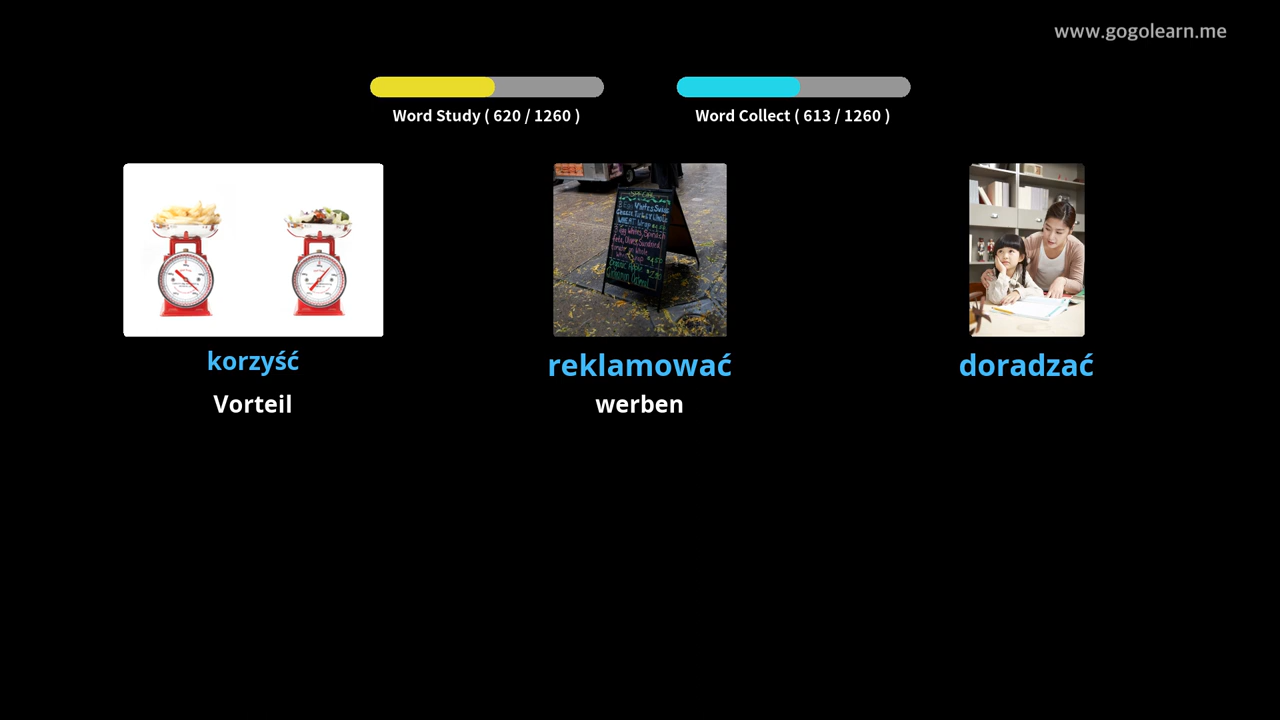 www.gogolearn.me
Word Study ( 620 / 1260 )
Word Collect ( 613 / 1260 )
korzyść
reklamować
doradzać
Vorteil
werben